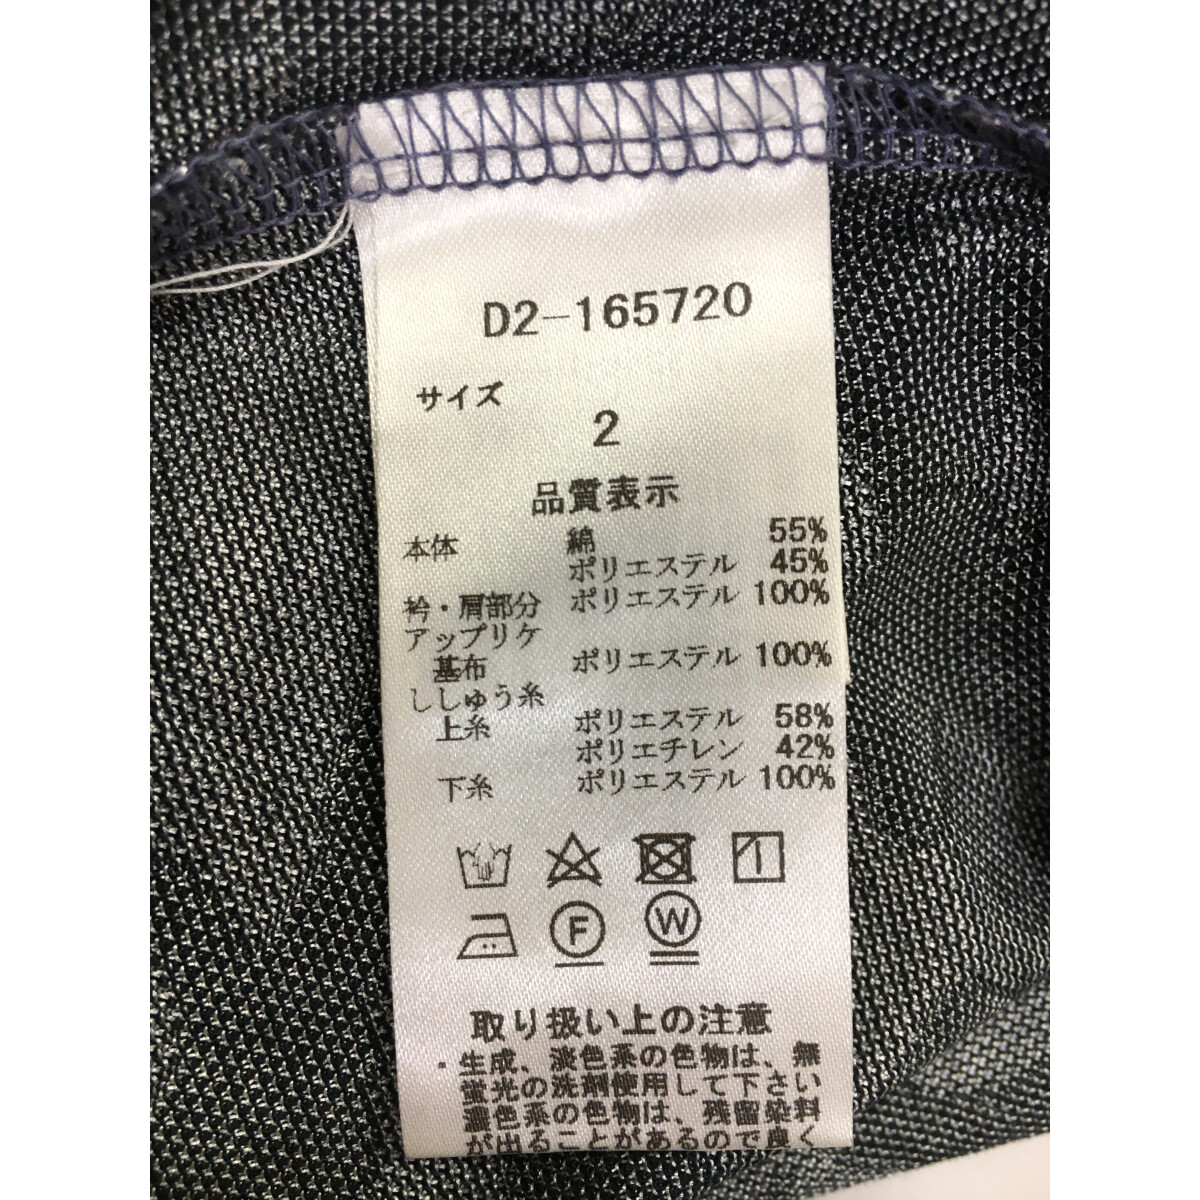 D2-165720
サイズ
2
品質表示
本体 綿 55%
ポリエステル 45%
衿・肩部分 ポリエステル 100%
アップリケ
基布 ポリエステル 100%
ししゅう糸
上糸 ポリエステル 58%
ポリエチレン 42%
下糸 ポリエステル 100%
F W
取り扱い上の注意
・生成、淡色系の色物は、無
蛍光の洗剤使用して下さい
濃色系の色物は、残留染料
が出ることがあるので良く